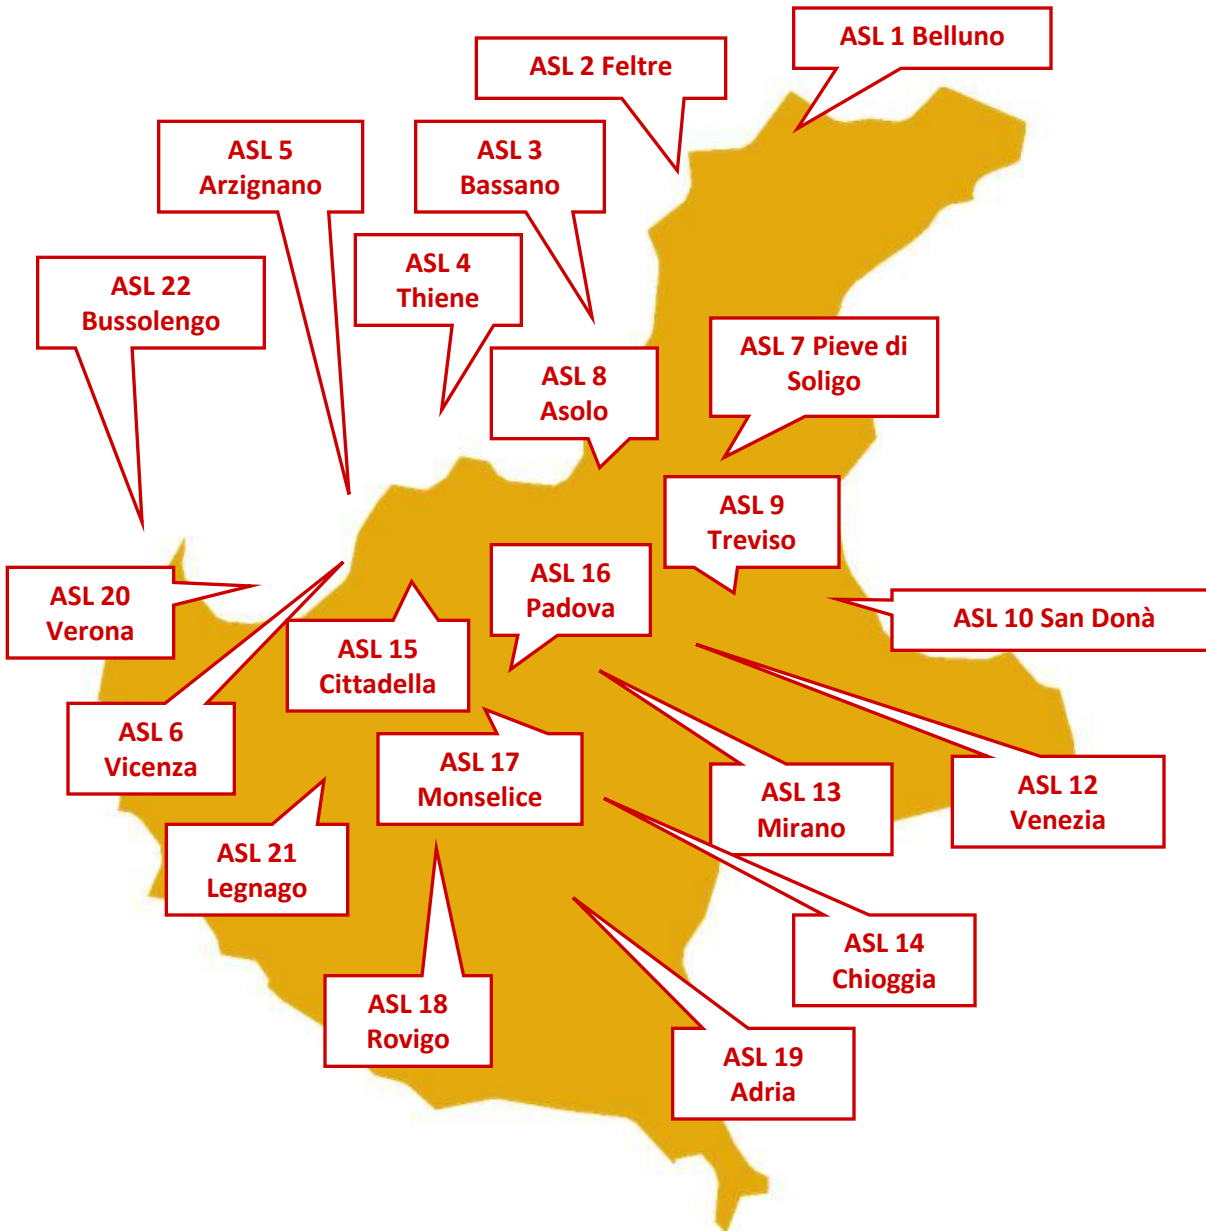 ASL 1 Belluno
ASL 2 Feltre
ASL 5
Arzignano
ASL 3
Bassano
ASL 4
Thiene
ASL 22
Bussolengo
ASL 7 Pieve di
Soligo
ASL 8
Asolo
ASL 9
Treviso
ASL 16
Padova
ASL 20
Verona
ASL 10 San Donà
ASL 15
Cittadella
ASL 6
Vicenza
ASL 17
Monselice
ASL 13
Mirano
ASL 12
Venezia
ASL 21
Legnago
ASL 14
Chioggia
ASL 18
Rovigo
ASL 19
Adria